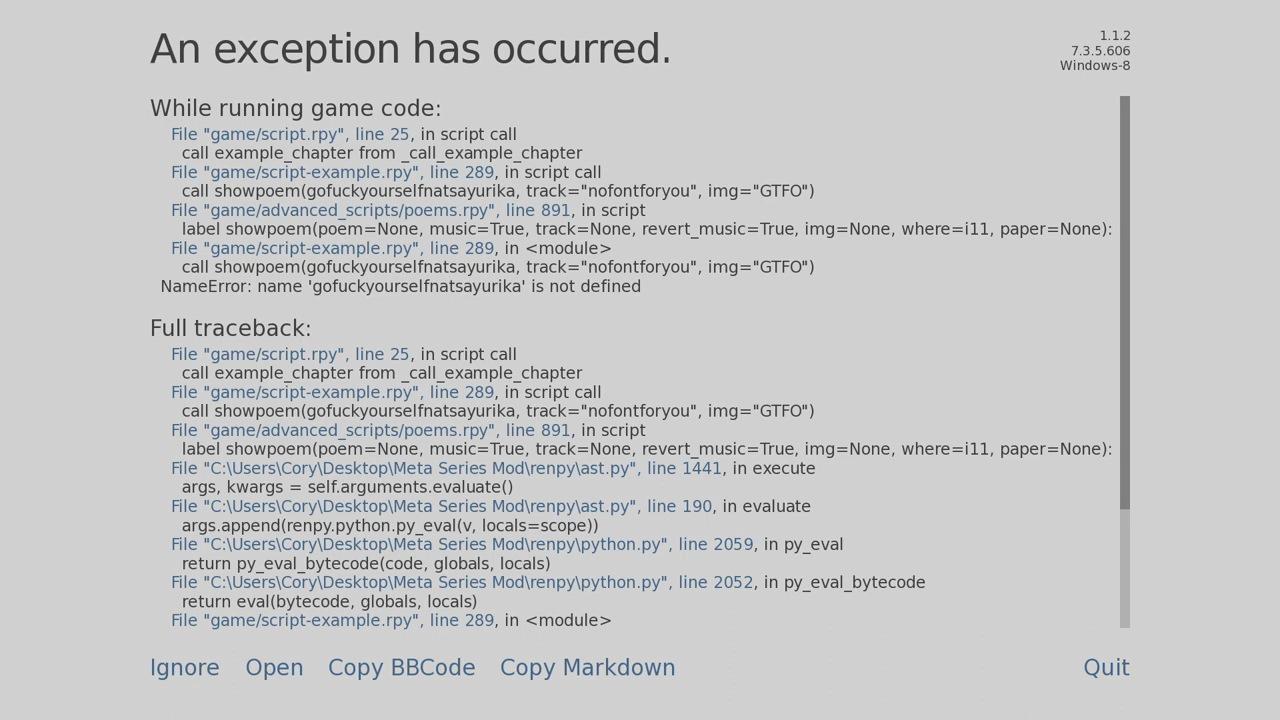 An exception has occurred.
1.1.2
7.3.5.606
Windows-8
While running game code:
File "game/script.rpy", line 25, in script call
call example_chapter from _call_example_chapter
File "game/script-example.rpy", line 289, in script call
call showpoem(gofuckyourselfnatsayurika, track="nofontforyou", img="GTFO")
File "game/advanced_scripts/poems.rpy", line 891, in script
label showpoem(poem=None, music=True, track=None, revert_music=True, img=None, where=i11, paper=None):
File "game/script-example.rpy", line 289, in <module>
call showpoem(gofuckyourselfnatsayurika, track="nofontforyou", img="GTFO")
NameError: name 'gofuckyourselfnatsayurika' is not defined
Full traceback:
File "game/script.rpy", line 25, in script call
call example_chapter from _call_example_chapter
File "game/script-example.rpy", line 289, in script call
call showpoem(gofuckyourselfnatsayurika, track="nofontforyou", img="GTFO")
File "game/advanced_scripts/poems.rpy", line 891, in script
label showpoem(poem=None, music=True, track=None, revert_music=True, img=None, where=i11, paper=None):
File "C:\Users\Cory\Desktop\Meta Series Mod\renpy\ast.py", line 1441, in execute
args, kwargs = self.arguments.evaluate()
File "C:\Users\Cory\Desktop\Meta Series Mod\renpy\ast.py", line 190, in evaluate
args.append(renpy.python.py_eval(v, locals=scope))
File "C:\Users\Cory\Desktop\Meta Series Mod\renpy\python.py", line 2059, in py_eval
return py_eval_bytecode(code, globals, locals)
File "C:\Users\Cory\Desktop\Meta Series Mod\renpy\python.py", line 2052, in py_eval_bytecode
return eval(bytecode, globals, locals)
File "game/script-example.rpy", line 289, in <module>
Ignore Open Copy BBCode Copy Markdown Quit